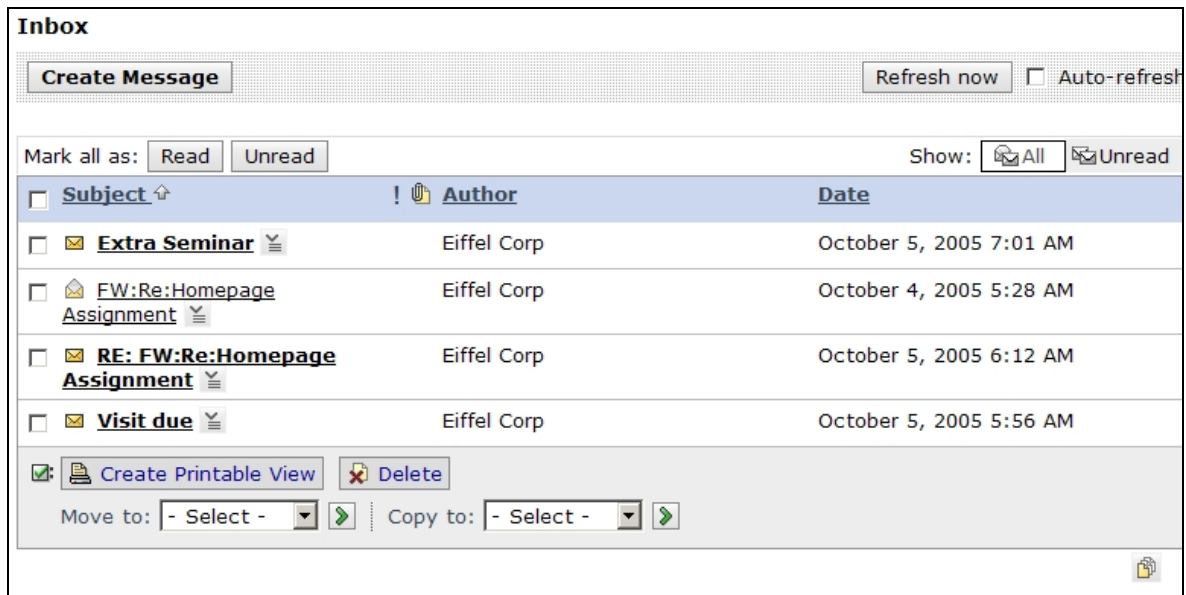 Inbox
Create Message Refresh now Auto-refresh
Mark all as: Read Unread Show: All Unread
Subject ! Author Date
Extra Seminar Eiffel Corp October 5, 2005 7:01 AM
FW:Re:Homepage Eiffel Corp October 4, 2005 5:28 AM
Assignment
RE: FW:Re:Homepage Eiffel Corp October 5, 2005 6:12 AM
Assignment
Visit due Eiffel Corp October 5, 2005 5:56 AM
: Create Printable View Delete
Move to: - Select - Copy to: - Select -